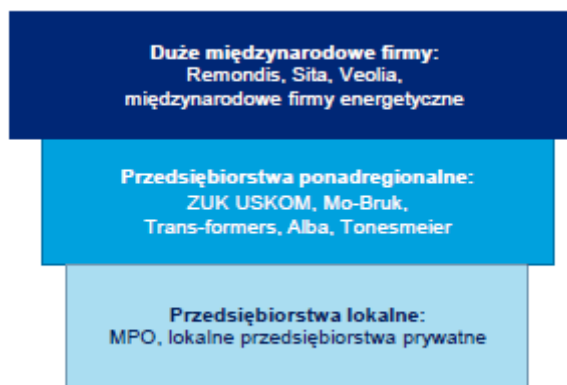 Duże międzynarodowe firmy:
Remondis, Sita, Veolia,
międzynarodowe firmy energetyczne
Przedsiębiorstwa ponadregionalne:
ZUK USKOM, Mo-Bruk,
Trans-formers, Alba, Tonesmeier
Przedsiębiorstwa lokalne:
MPO, lokalne przedsiębiorstwa prywatne